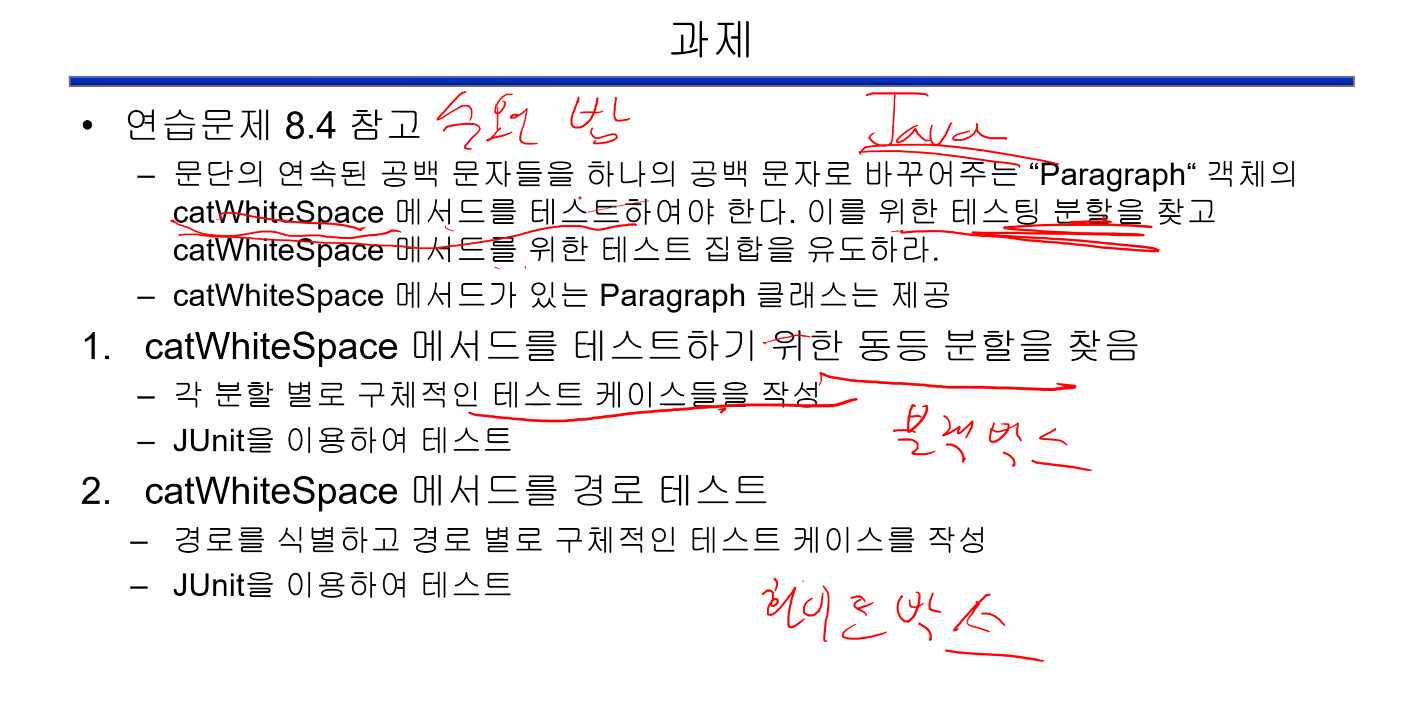 과제
• 연습문제 8.4 참고 수요일 밤 Java
– 문단의 연속된 공백 문자들을 하나의 공백 문자로 바꾸어주는 “Paragraph“ 객체의
catWhiteSpace 메서드를 테스트하여야 한다. 이를 위한 테스팅 분할을 찾고
catWhiteSpace 메서드를 위한 테스트 집합을 유도하라.
– catWhiteSpace 메서드가 있는 Paragraph 클래스는 제공
1. catWhiteSpace 메서드를 테스트하기 위한 동등 분할을 찾음
– 각 분할 별로 구체적인 테스트 케이스들을 작성
블랙박스
– JUnit을 이용하여 테스트
2. catWhiteSpace 메서드를 경로 테스트
– 경로를 식별하고 경로 별로 구체적인 테스트 케이스를 작성
– JUnit을 이용하여 테스트
화이트박스